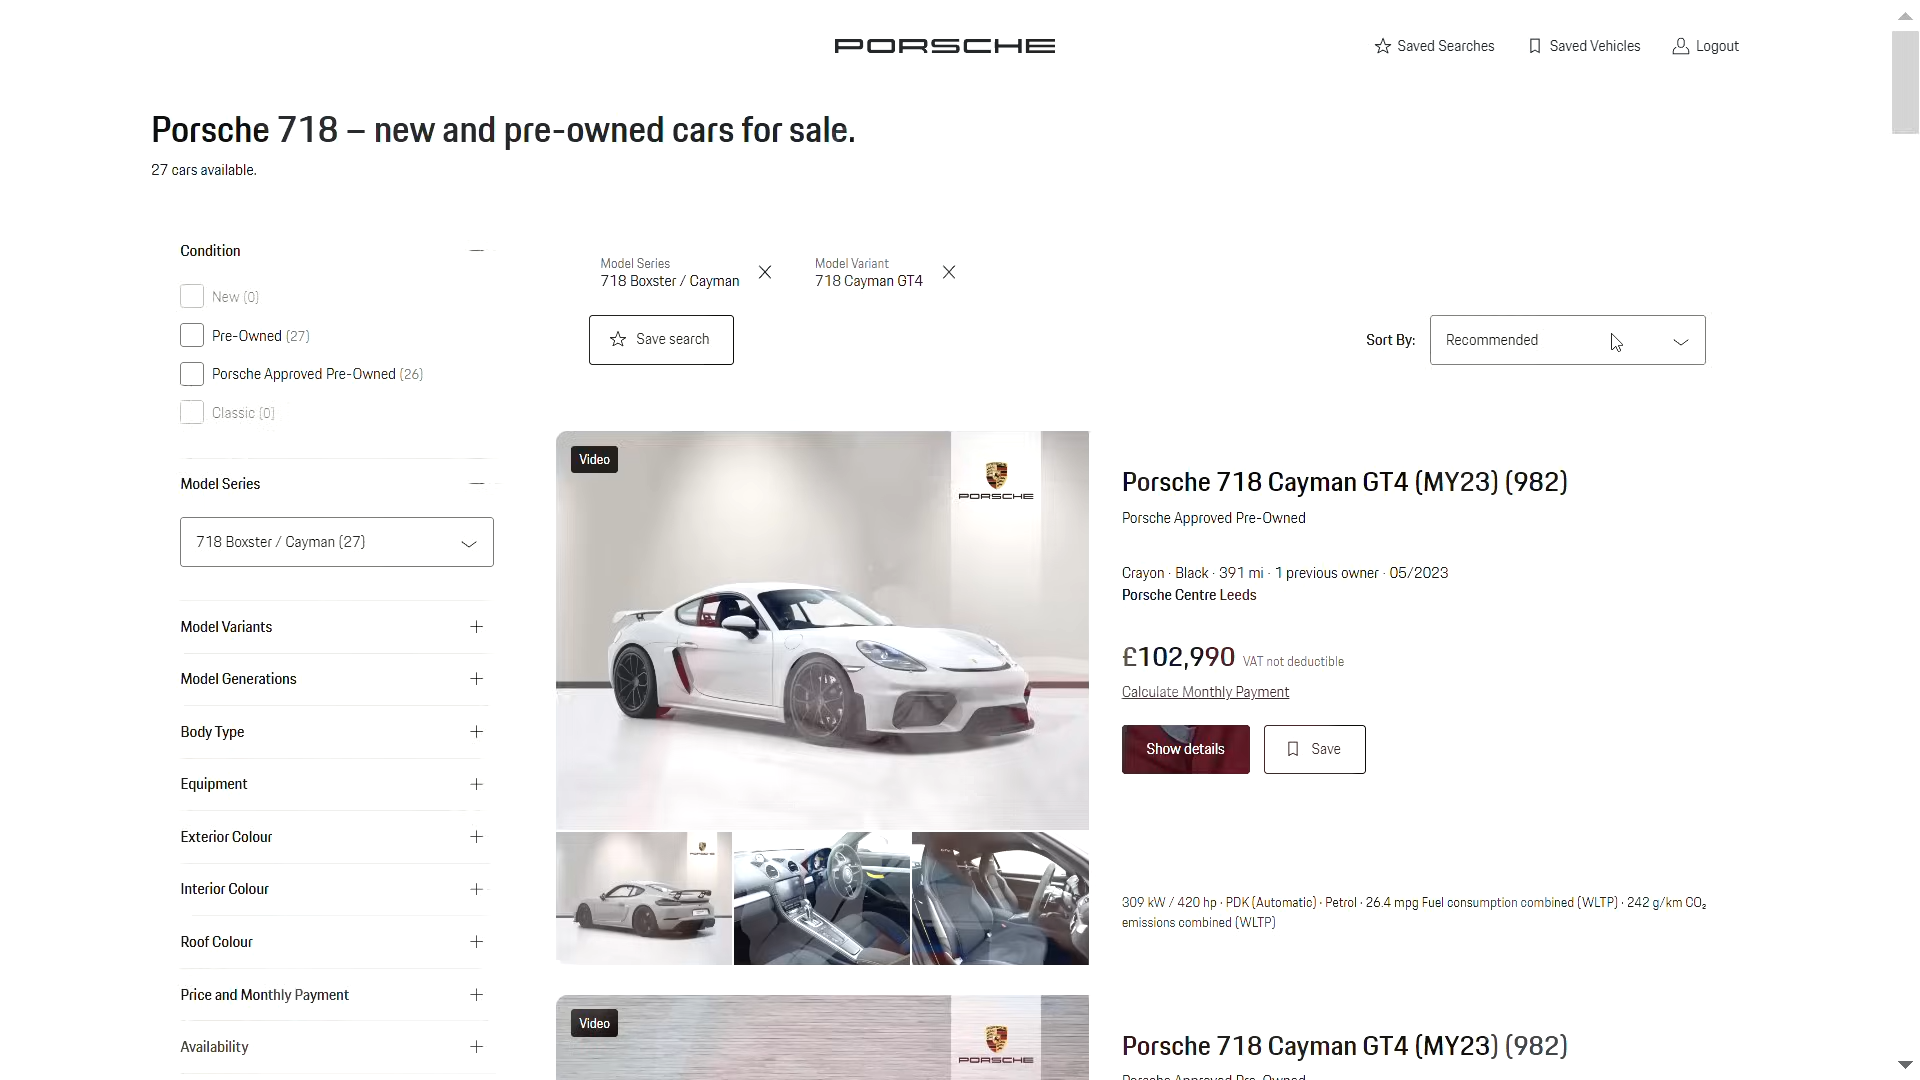 PORSCHE
Saved Searches
Saved Vehicles
Logout
Porsche 718 – new and pre-owned cars for sale.
27 cars available.
Condition
New (0)
Pre-Owned (27)
Porsche Approved Pre-Owned (26)
Classic (0)
Model Series
718 Boxster / Cayman (27)
Model Variants
Model Generations
Body Type
Equipment
Exterior Colour
Interior Colour
Roof Colour
Price and Monthly Payment
Availability
Model Series
718 Boxster / Cayman
Model Variant
718 Cayman GT4
Save search
Sort By:
Recommended
Video
PORSCHE
Porsche 718 Cayman GT4 (MY23) (982)
Porsche Approved Pre-Owned
Crayon · Black · 391 mi · 1 previous owner · 05/2023
Porsche Centre Leeds
£102,990 VAT not deductible
Calculate Monthly Payment
Show details
Save
PORSCHE
309 kW / 420 hp · PDK (Automatic) · Petrol · 26.4 mpg Fuel consumption combined (WLTP) · 242 g/km CO₂
emissions combined (WLTP)
Video
PORSCHE
Porsche 718 Cayman GT4 (MY23) (982)
Porsche Approved Pre-Owned